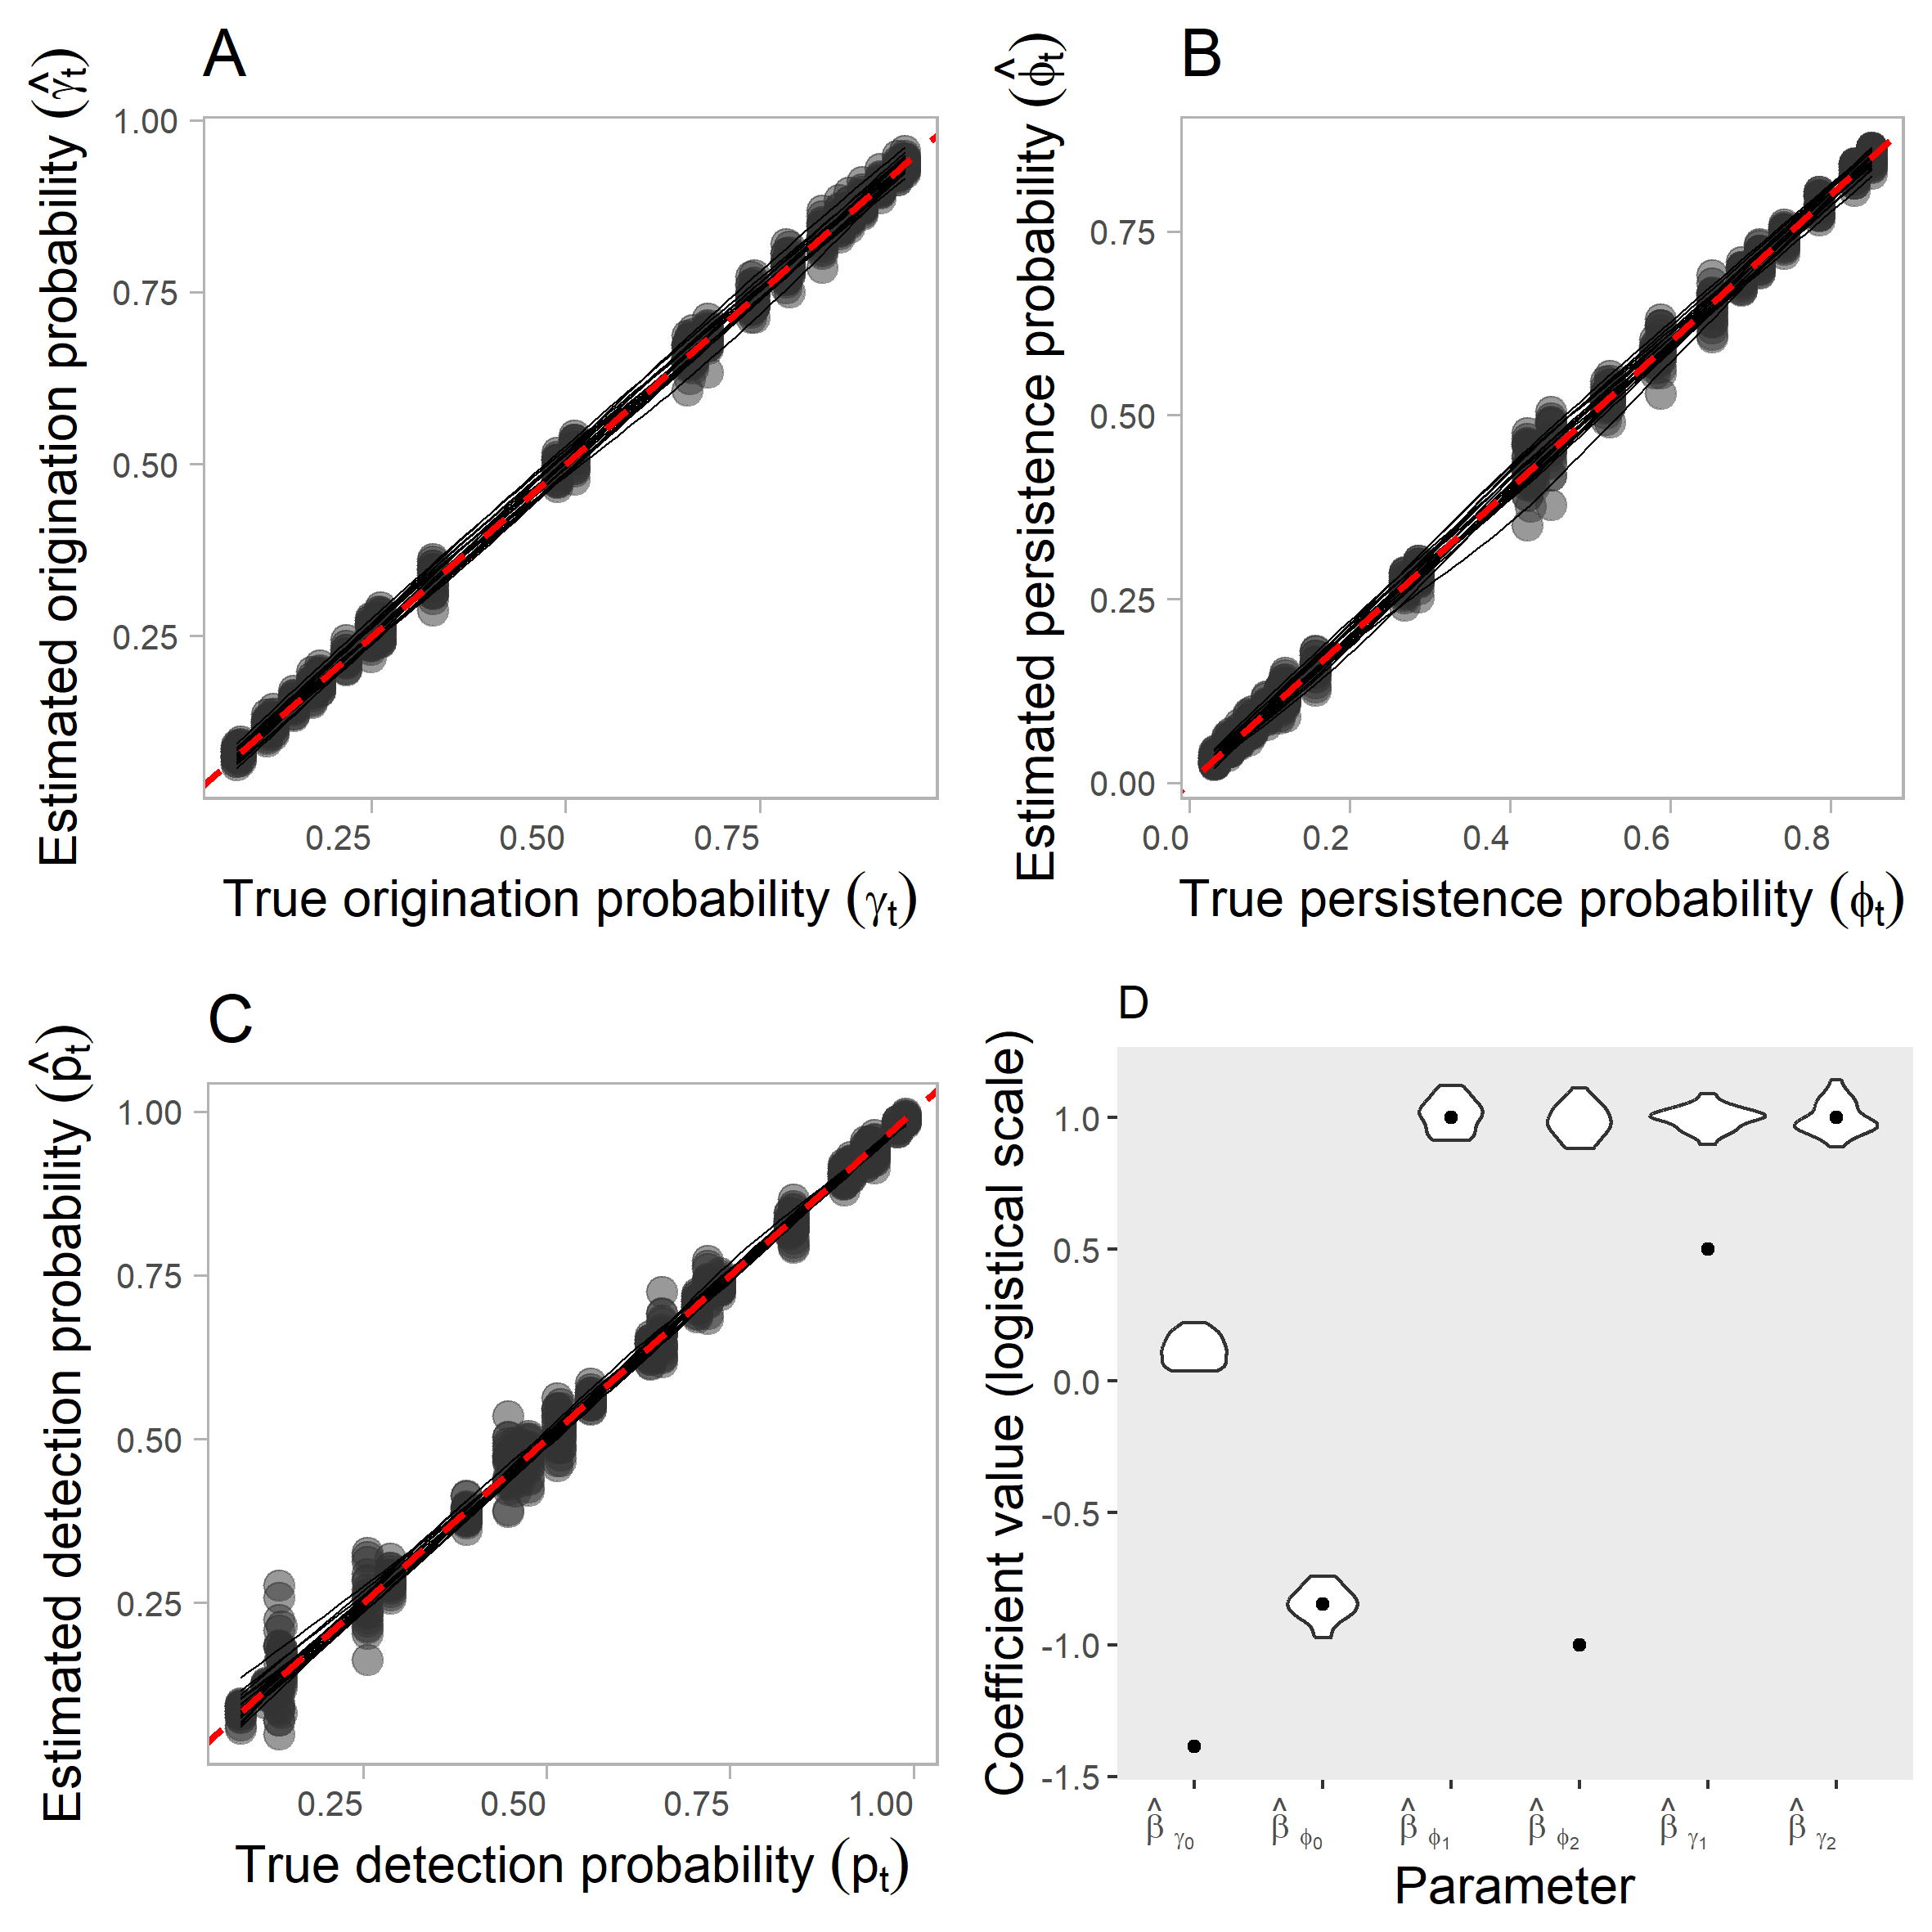 A
Estimated origination probability (γ̂t)
1.00
0.75
0.50
0.25
0.25 0.50 0.75
True origination probability (γt)
B
Estimated persistence probability (ϕ̂t)
0.75
0.50
0.25
0.00
0.0 0.2 0.4 0.6 0.8
True persistence probability (ϕt)
C
Estimated detection probability (p̂t)
1.00
0.75
0.50
0.25
0.25 0.50 0.75 1.00
True detection probability (pt)
D
Coefficient value (logistical scale)
1.0
0.5
0.0
-0.5
-1.0
-1.5
β̂ γ0 β̂ ϕ0 β̂ ϕ1 β̂ ϕ2 β̂ γ1 β̂ γ2
Parameter